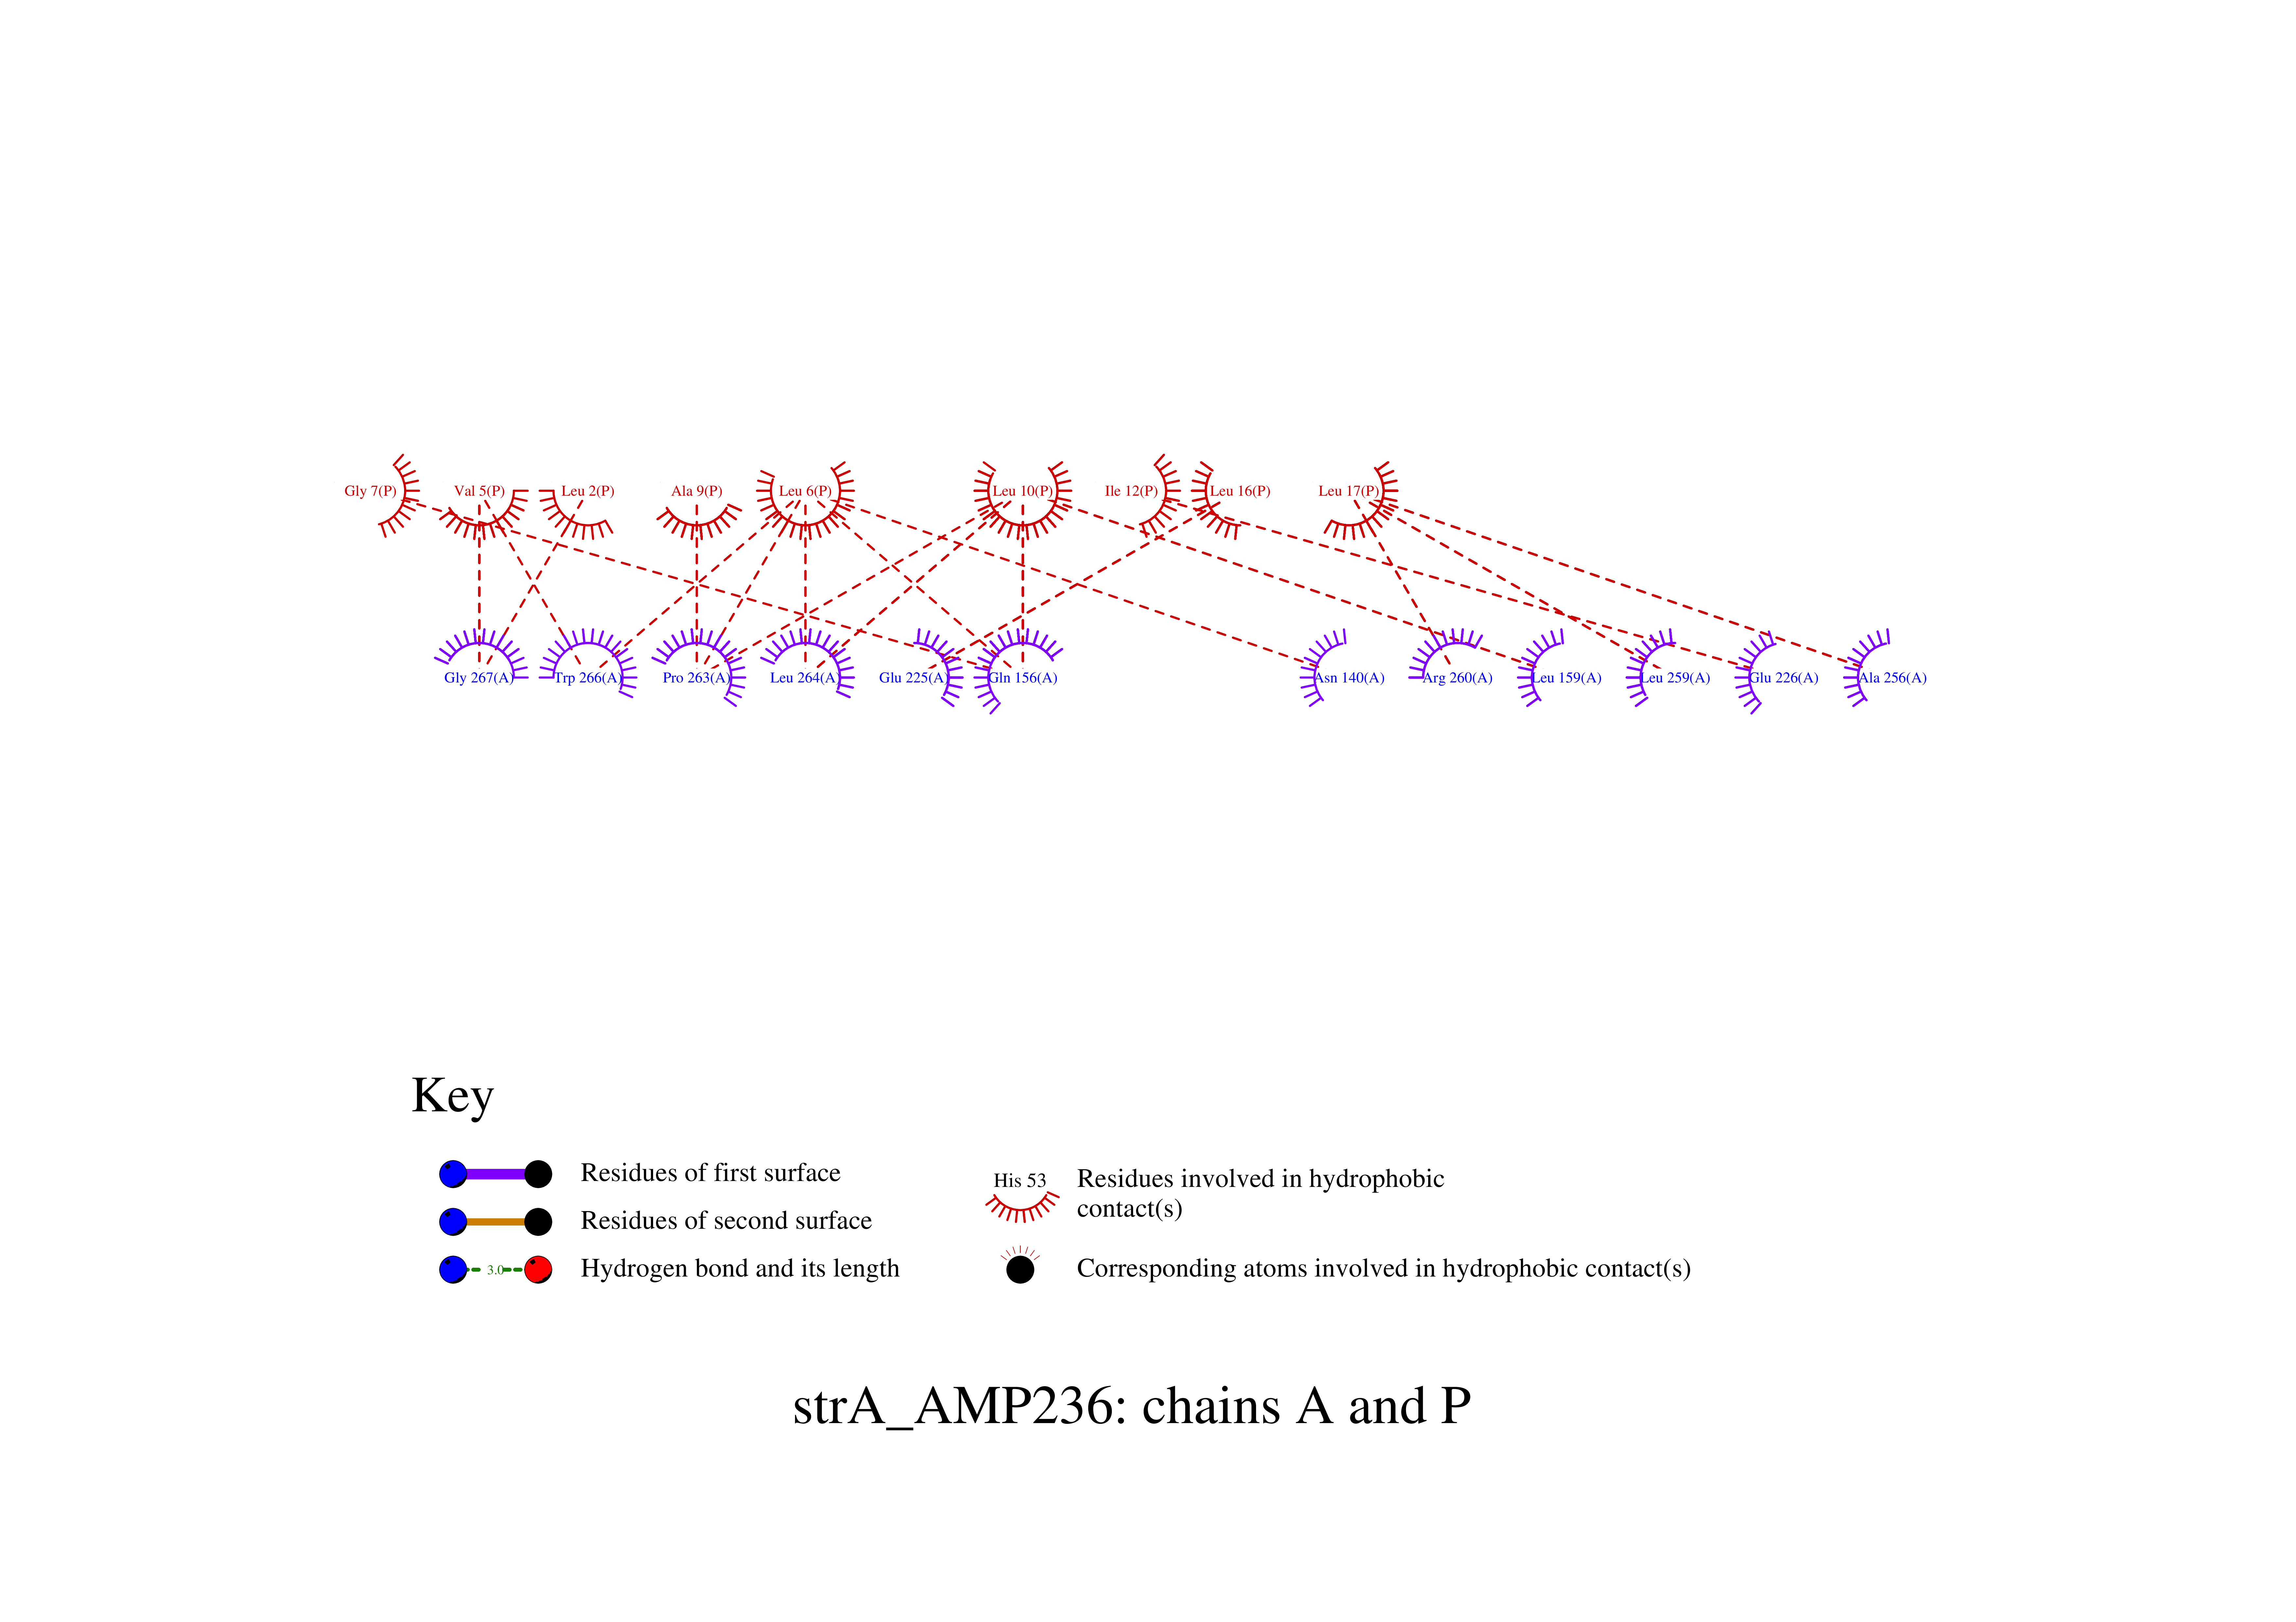 Gly 7(P) Val 5(P) Leu 2(P) Ala 9(P) Leu 6(P) Leu 10(P) Ile 12(P) Leu 16(P) Leu 17(P)
Gly 267(A) Trp 266(A) Pro 263(A) Leu 264(A) Glu 225(A) Gln 156(A) Asn 140(A) Arg 260(A) Leu 159(A) Leu 259(A) Glu 226(A) Ala 256(A)
Key
Residues of first surface
Residues of second surface
3.0 Hydrogen bond and its length
His 53 Residues involved in hydrophobic
contact(s)
Corresponding atoms involved in hydrophobic contact(s)
strA_AMP236: chains A and P